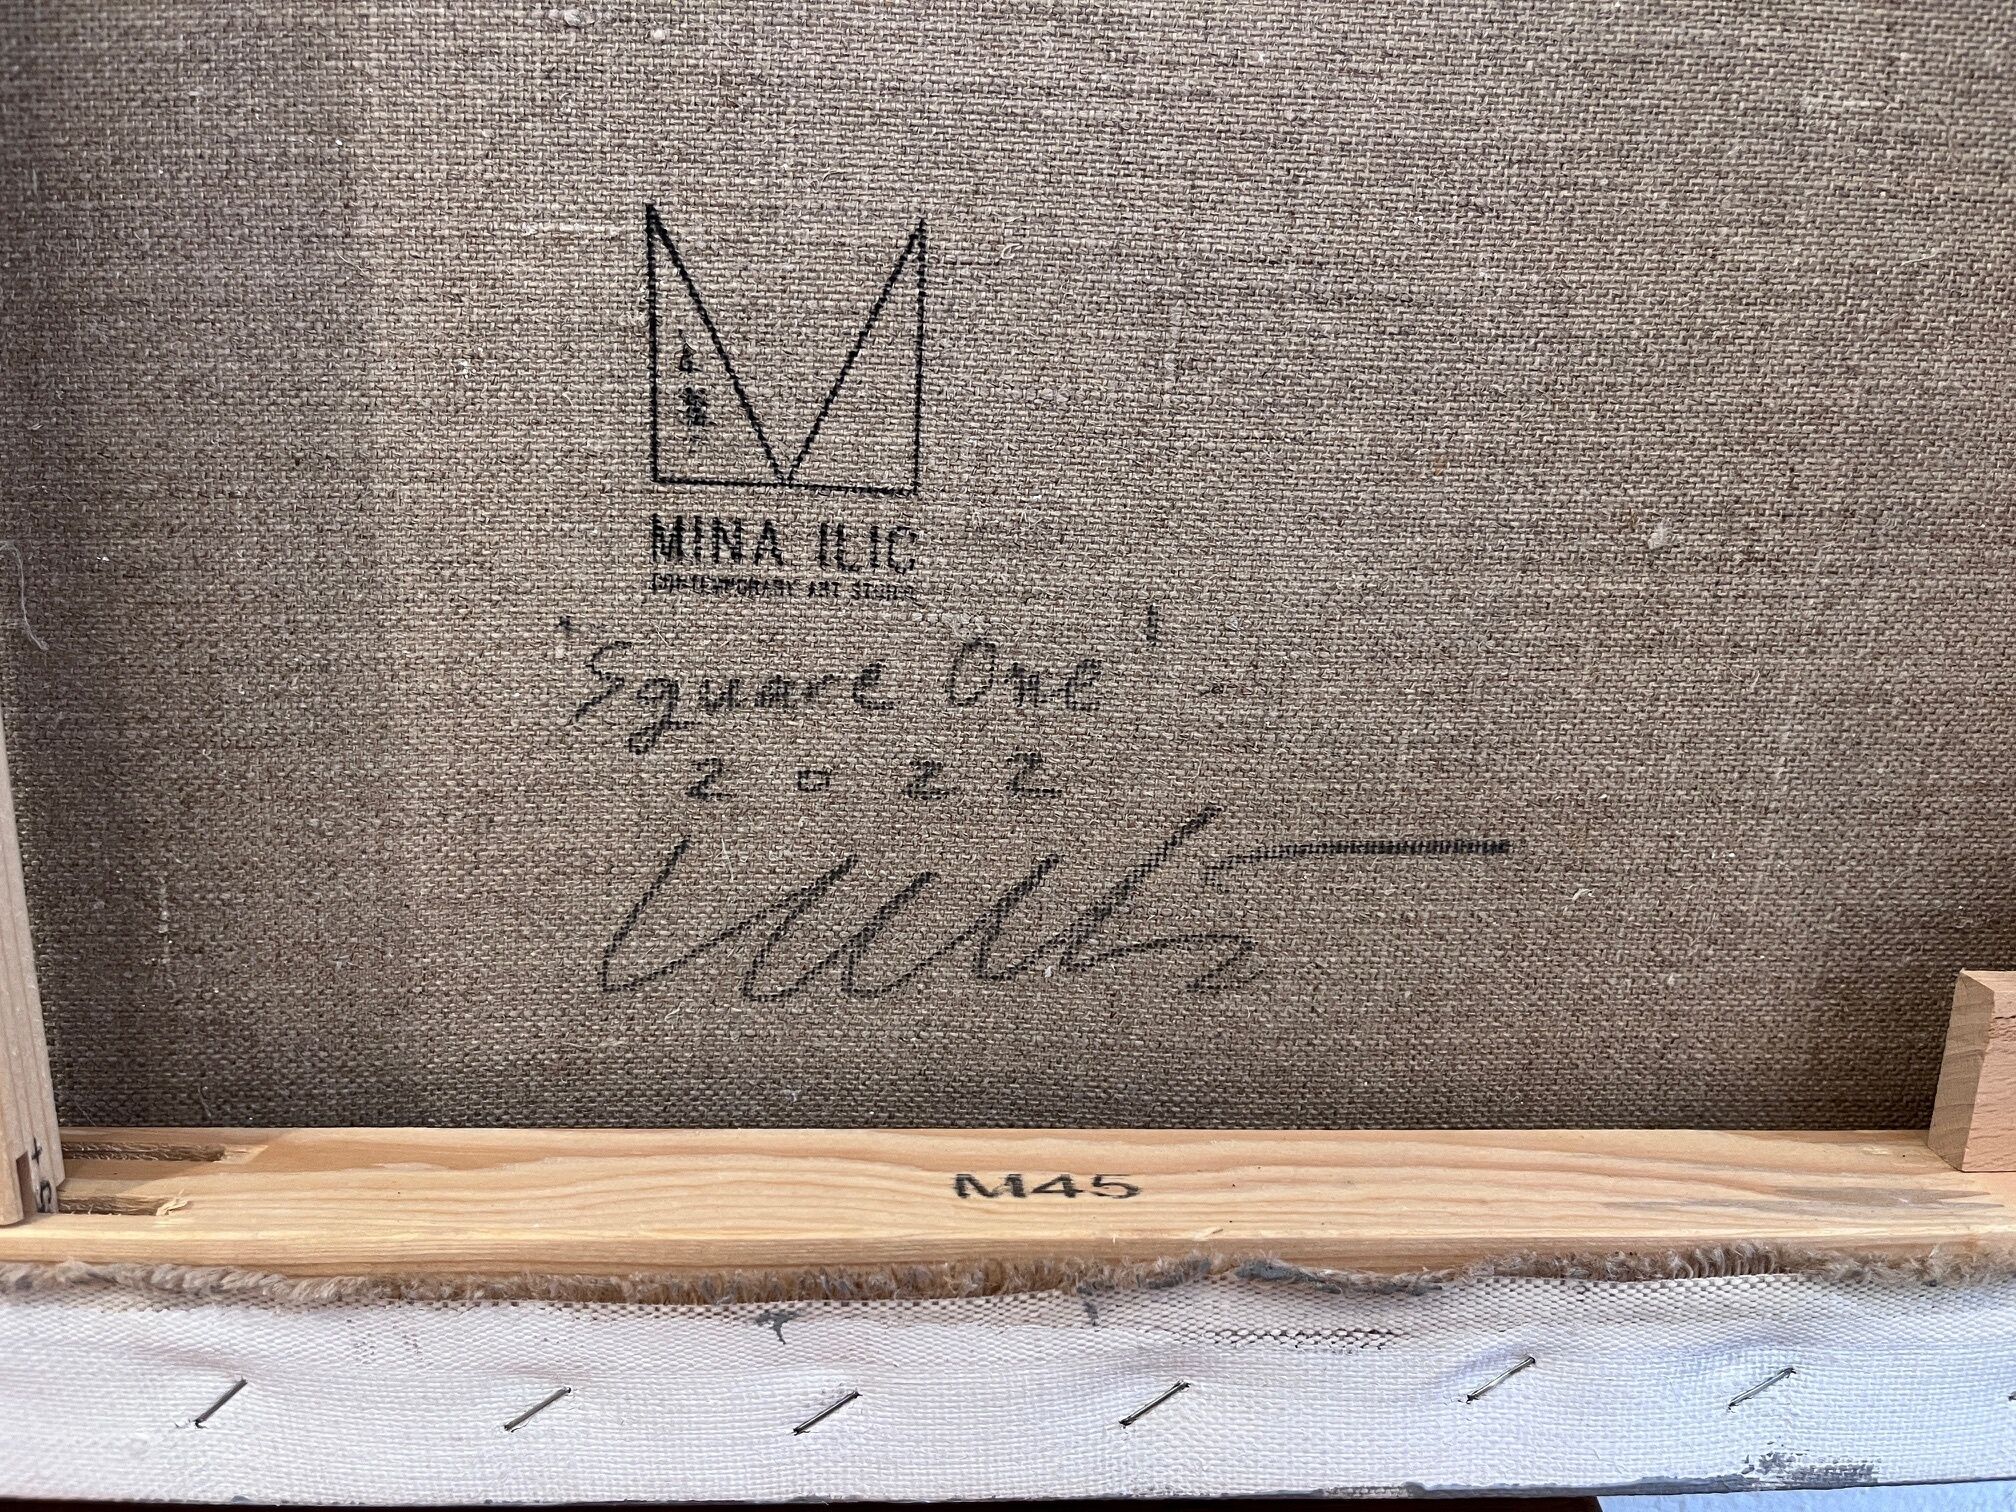 MINA ILIC
CONTEMPORARY ART STUDIO
"Square One"
2022
M45